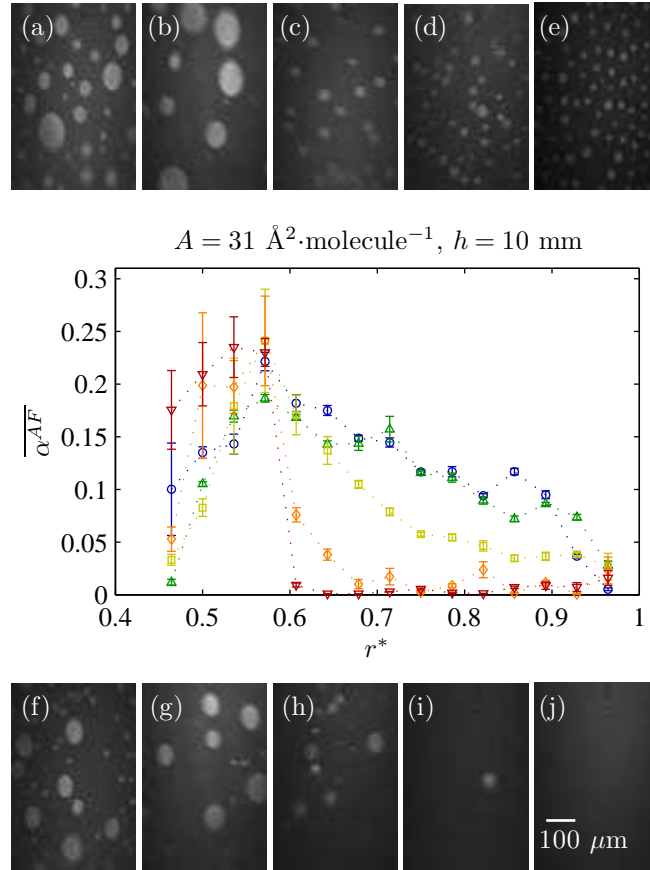 (a) (b) (c) (d) (e)
A = 31 Å²·molecule⁻¹, h = 10 mm
0.3
0.25
0.2
0.15
0.1
0.05
0
α^{AF}
0.4 0.5 0.6 0.7 0.8 0.9 1
r*
(f) (g) (h) (i) (j)
100 μm